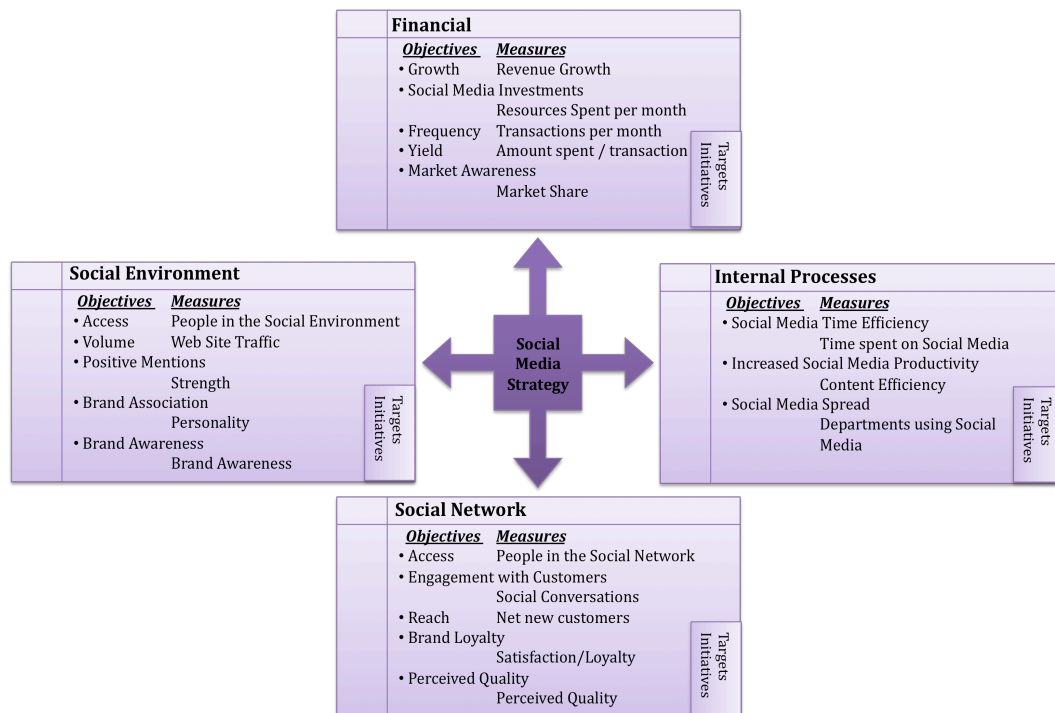 Financial
Objectives Measures
• Growth Revenue Growth
• Social Media Investments
Resources Spent per month
• Frequency Transactions per month
• Yield Amount spent / transaction
• Market Awareness
Market Share
Targets
Initiatives
Social Environment
Objectives Measures
• Access People in the Social Environment
• Volume Web Site Traffic
• Positive Mentions
Strength
• Brand Association
Personality
• Brand Awareness
Brand Awareness
Targets
Initiatives
Social
Media
Strategy
Internal Processes
Objectives Measures
• Social Media Time Efficiency
Time spent on Social Media
• Increased Social Media Productivity
Content Efficiency
• Social Media Spread
Departments using Social
Media
Targets
Initiatives
Social Network
Objectives Measures
• Access People in the Social Network
• Engagement with Customers
Social Conversations
• Reach Net new customers
• Brand Loyalty
Satisfaction/Loyalty
• Perceived Quality
Perceived Quality
Targets
Initiatives